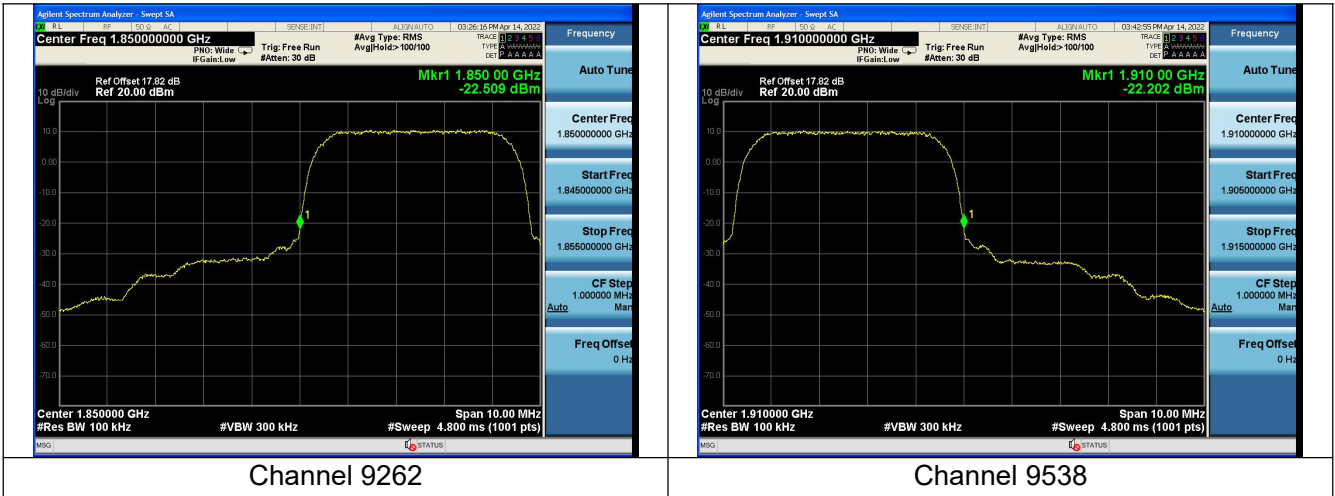 Agilent Spectrum Analyzer - Swept SA
RL RF 50 Ω AC SENSE:INT ALIGNAUTO 03:26:16 PM Apr 14, 2022
Center Freq 1.850000000 GHz
#Avg Type: RMS
TRACE 1 2 3 4 5 6
PNO: Wide Trig: Free Run Avg|Hold:>100/100
TYPE A WWWWW
IFGain:Low #Atten: 30 dB
DET P A A A A A
Frequency
Mkr1 1.850 00 GHz
Ref Offset 17.82 dB
-22.509 dBm
10 dB/div Ref 20.00 dBm
Log
10.0
0.00
-10.0
-20.0
-30.0
-40.0
-50.0
-60.0
-70.0
1
Center 1.850000 GHz Span 10.00 MHz
#Res BW 100 kHz #VBW 300 kHz #Sweep 4.800 ms (1001 pts)
MSG STATUS
Auto Tune
Center Freq
1.850000000 GHz
Start Freq
1.845000000 GHz
Stop Freq
1.855000000 GHz
CF Step
1.000000 MHz
Auto Man
Freq Offset
0 Hz
Channel 9262
Agilent Spectrum Analyzer - Swept SA
RL RF 50 Ω AC SENSE:INT ALIGNAUTO 03:42:55 PM Apr 14, 2022
Center Freq 1.910000000 GHz
#Avg Type: RMS
TRACE 1 2 3 4 5 6
PNO: Wide Trig: Free Run Avg|Hold:>100/100
TYPE A WWWWW
IFGain:Low #Atten: 30 dB
DET P A A A A A
Frequency
Mkr1 1.910 00 GHz
Ref Offset 17.82 dB
-22.202 dBm
10 dB/div Ref 20.00 dBm
Log
10.0
0.00
-10.0
-20.0
-30.0
-40.0
-50.0
-60.0
-70.0
1
Center 1.910000 GHz Span 10.00 MHz
#Res BW 100 kHz #VBW 300 kHz #Sweep 4.800 ms (1001 pts)
MSG STATUS
Auto Tune
Center Freq
1.910000000 GHz
Start Freq
1.905000000 GHz
Stop Freq
1.915000000 GHz
CF Step
1.000000 MHz
Auto Man
Freq Offset
0 Hz
Channel 9538